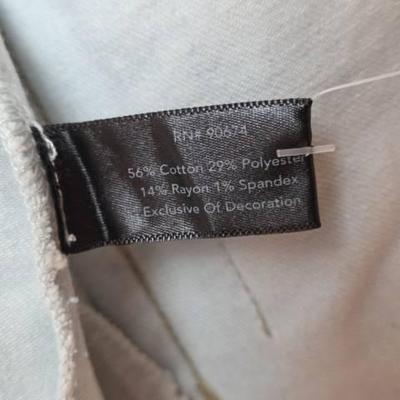 RN# 90674
56% Cotton 29% Polyester
14% Rayon 1% Spandex
Exclusive Of Decoration